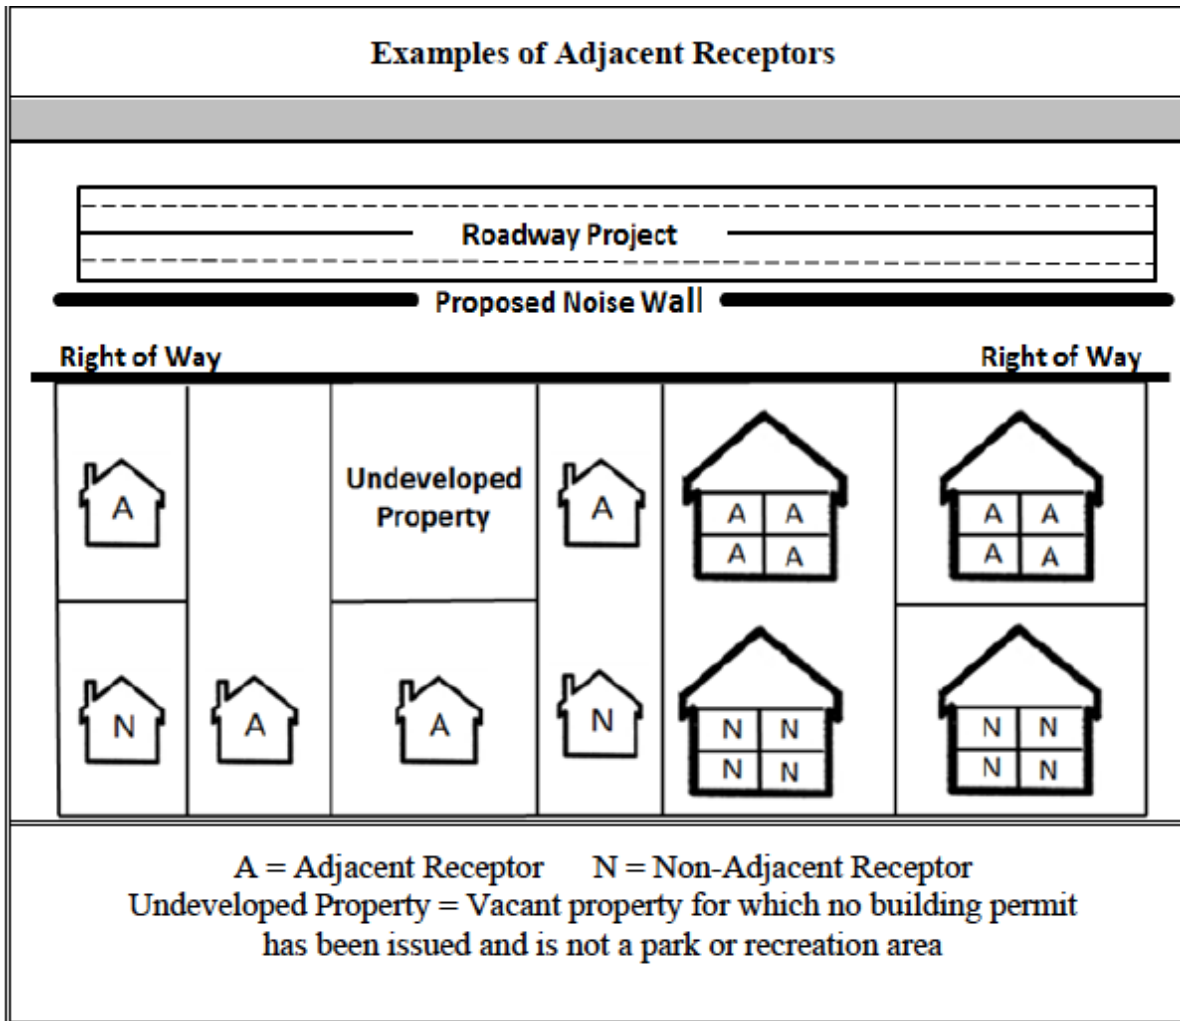 Examples of Adjacent Receptors
Roadway Project
Proposed Noise Wall
Right of Way
Right of Way
A
Undeveloped
Property
A
A A
A A
A A
A A
N
A
A
N
N N
N N
N N
N N
A = Adjacent Receptor N = Non-Adjacent Receptor
Undeveloped Property = Vacant property for which no building permit
has been issued and is not a park or recreation area